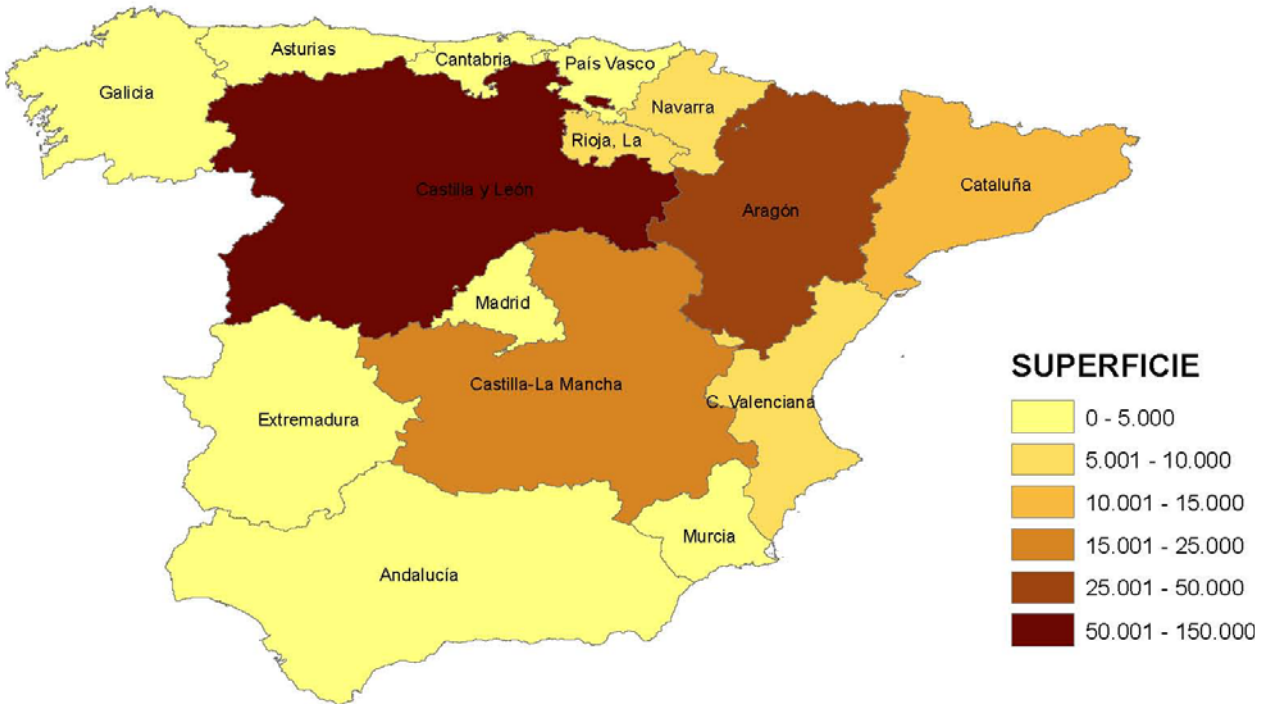 Asturias
Cantabria
País Vasco
Galicia
Navarra
Rioja, La
Castilla y León
Cataluña
Aragón
Madrid
Castilla-La Mancha
C. Valenciana
Extremadura
Murcia
Andalucía
SUPERFICIE
0 - 5.000
5.001 - 10.000
10.001 - 15.000
15.001 - 25.000
25.001 - 50.000
50.001 - 150.000